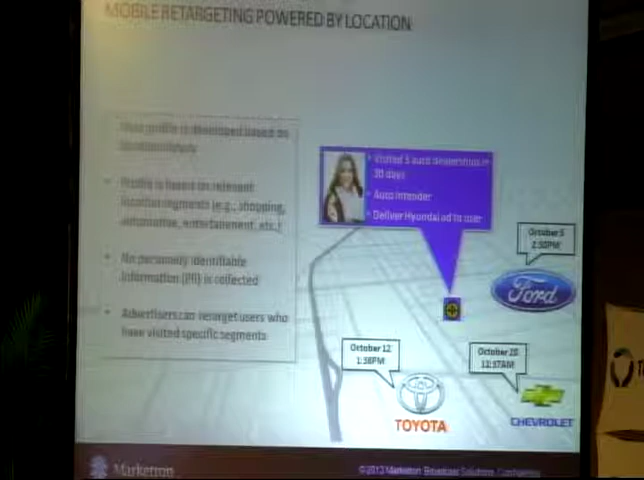 MOBILE RETARGETING POWERED BY LOCATION
User profile is developed based on
location history
Profile is based on relevant
location segments (e.g., shopping,
automotive, entertainment, etc.)
No personally identifiable
information (PII) is collected
Advertisers can retarget users who
have visited specific segments
Visited 3 auto dealerships in
30 days
Auto Intender
Deliver Hyundai ad to user
October 5
2:30PM
Ford
October 12
1:38PM
TOYOTA
October 20
11:37AM
CHEVROLET
Marketron
©2013 Marketron Broadcast Solutions. Confidential